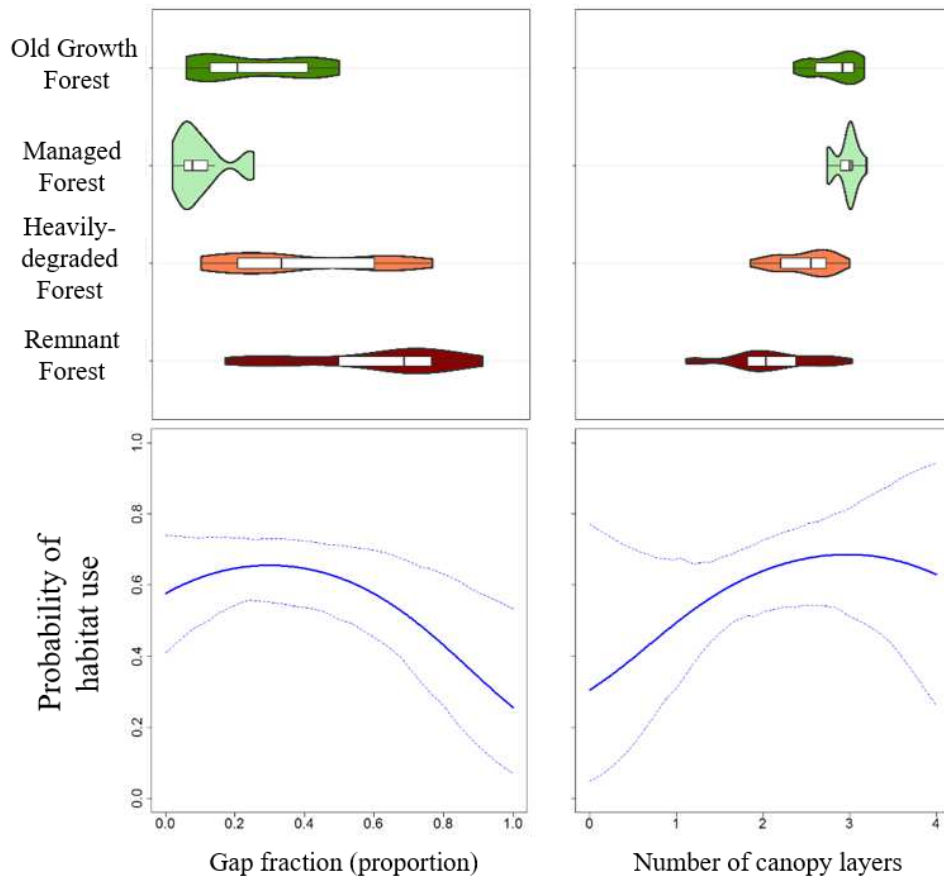 Old Growth
Forest
Managed
Forest
Heavily-
degraded
Forest
Remnant
Forest
Probability of
habitat use
1.0
0.8
0.6
0.4
0.2
0.0
0.0 0.2 0.4 0.6 0.8 1.0
0 1 2 3 4
Gap fraction (proportion)
Number of canopy layers